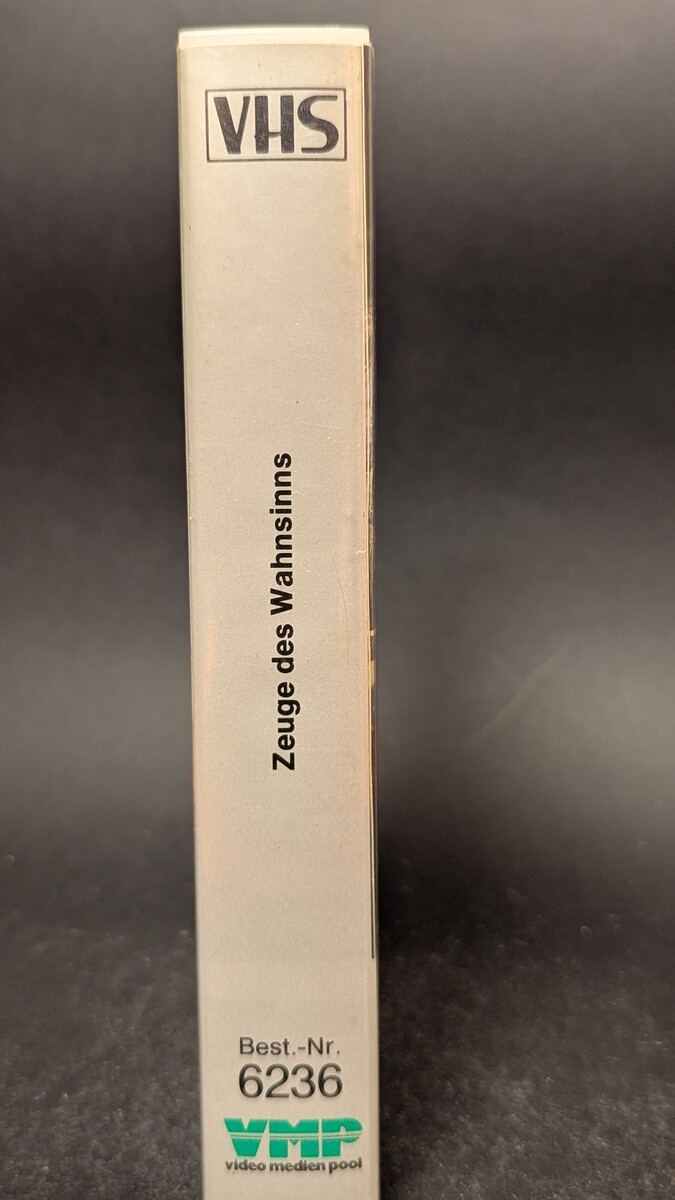 VHS
Zeuge des Wahnsinns
Best.-Nr.
6236
VMP
video medien pool